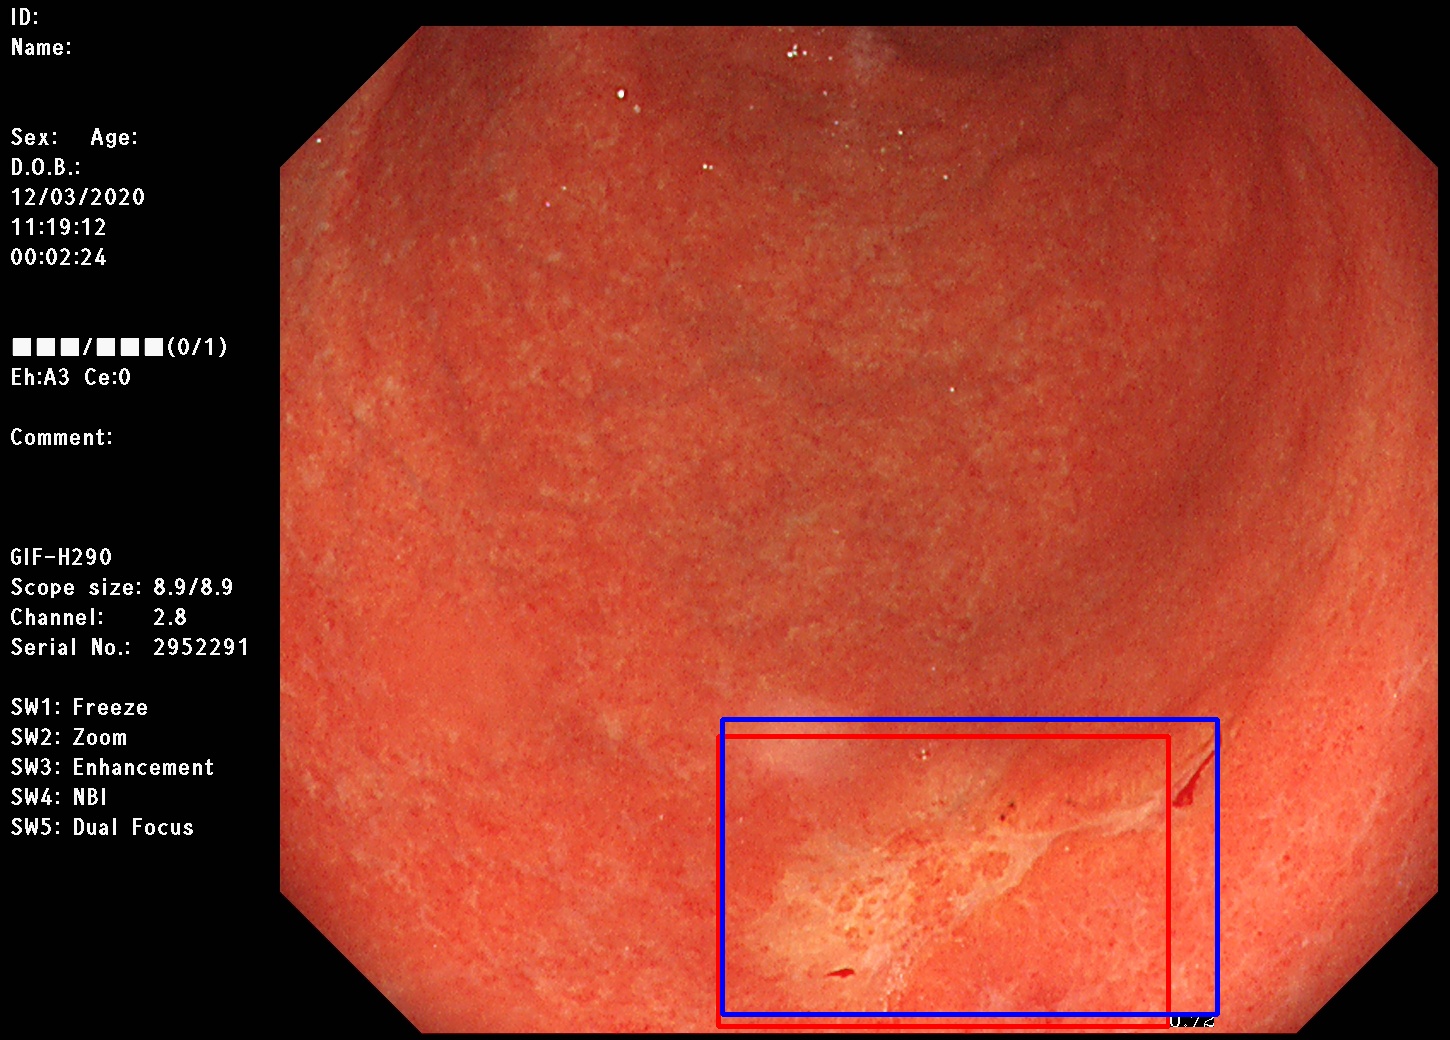 ID:
Name:
Sex: Age:
D.O.B.:
12/03/2020
11:19:12
00:02:24
■■■/■■■(0/1)
Eh:A3 Ce:0
Comment:
GIF-H290
Scope size: 8.9/8.9
Channel: 2.8
Serial No.: 2952291
SW1: Freeze
SW2: Zoom
SW3: Enhancement
SW4: NBI
SW5: Dual Focus
0.72